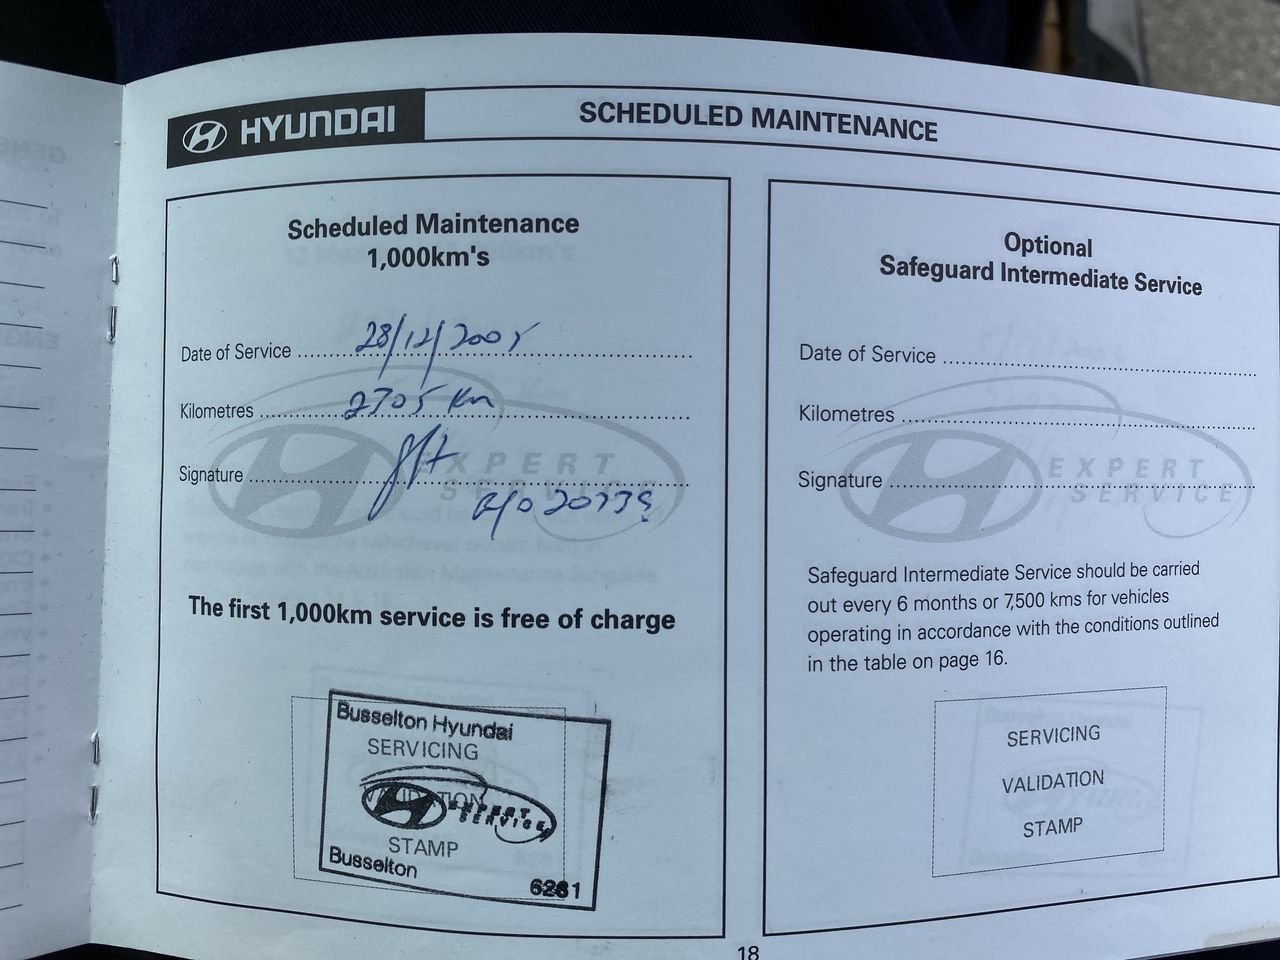 HYUNDAI
SCHEDULED MAINTENANCE
Scheduled Maintenance
1,000km's
Date of Service 28/12/2005
Kilometres 2705 km
Signature
EXPERT
SERVICE
R/O 20739
The first 1,000km service is free of charge
Busselton Hyundai
SERVICING
VALIDATION
EXPERT
SERVICE
STAMP
Busselton
6281
Optional
Safeguard Intermediate Service
Date of Service
Kilometres
Signature
EXPERT
SERVICE
Safeguard Intermediate Service should be carried
out every 6 months or 7,500 kms for vehicles
operating in accordance with the conditions outlined
in the table on page 16.
SERVICING
VALIDATION
STAMP
18